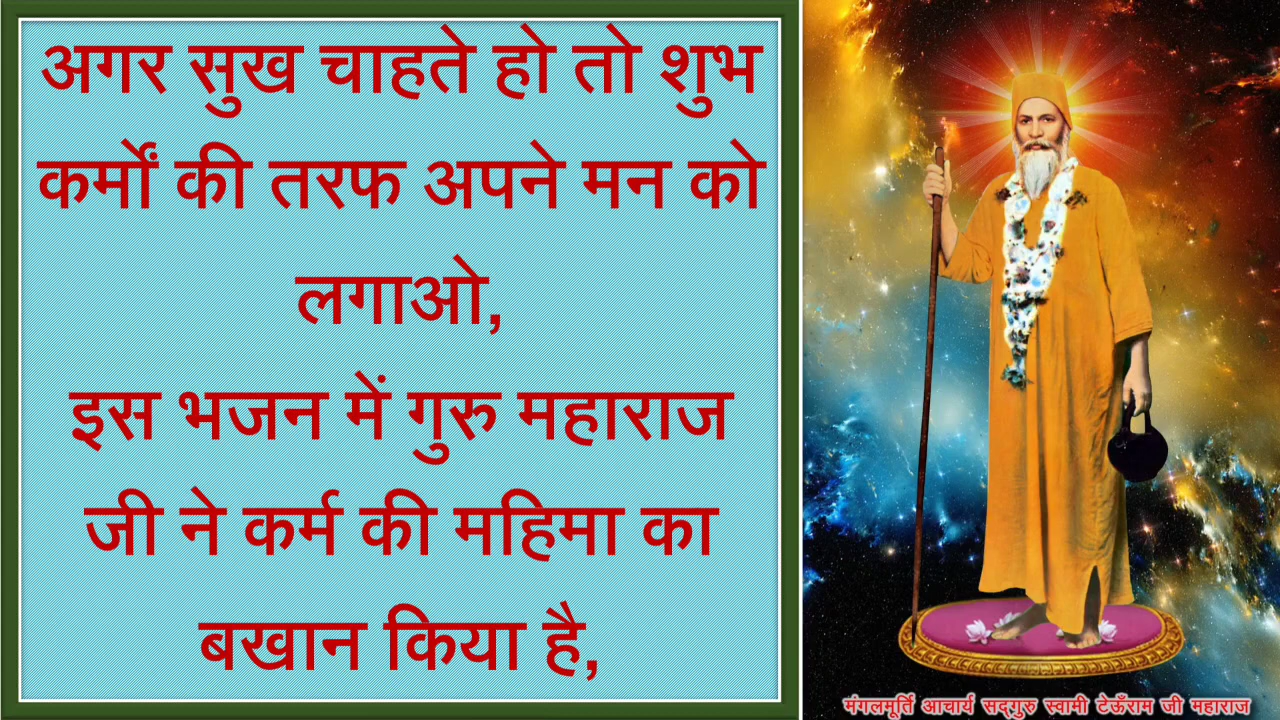 अगर सुख चाहते हो तो शुभ
कर्मों की तरफ अपने मन को
लगाओ,
इस भजन में गुरु महाराज
जी ने कर्म की महिमा का
बखान किया है,
मंगलमूर्ति आचार्य सद्गुरु स्वामी टेऊँराम जी महाराज